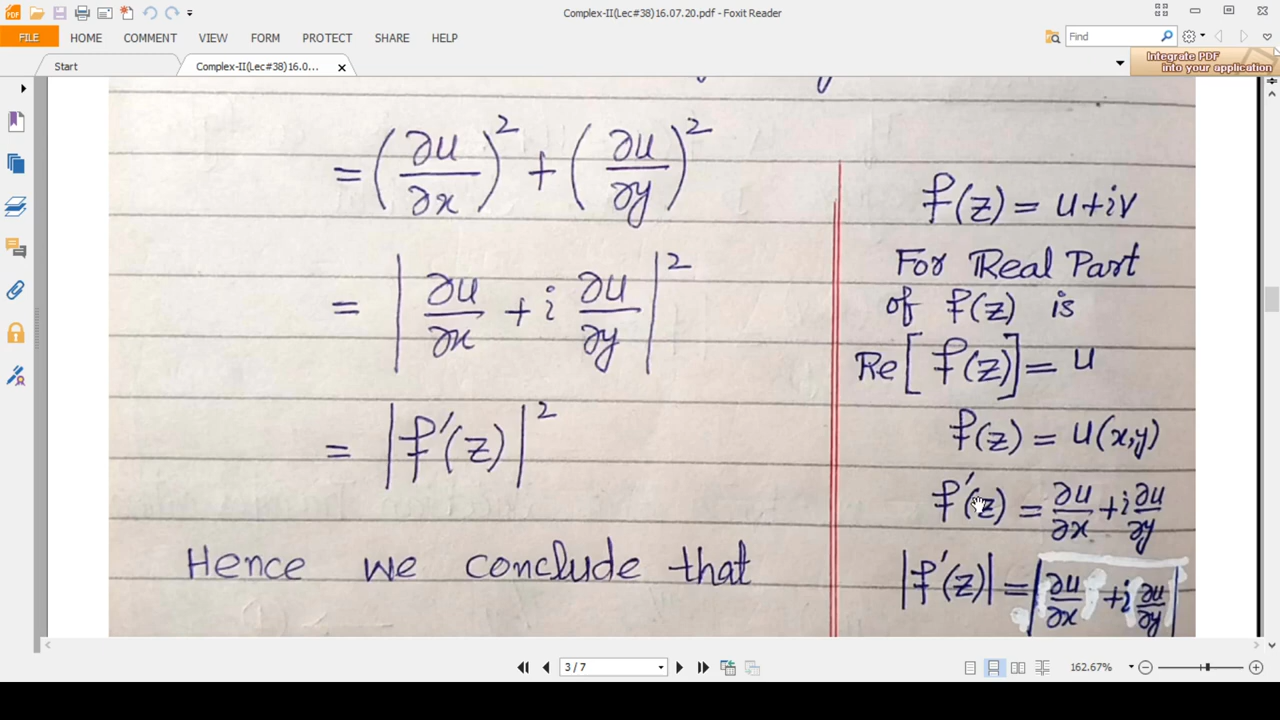 Complex-II(Lec#38)16.07.20.pdf - Foxit Reader
FILE HOME COMMENT VIEW FORM PROTECT SHARE HELP
Find
Start
Complex-II(Lec#38)16.0...
Integrate PDF
into your application
= (∂u/∂x)² + (∂u/∂y)²
= |∂u/∂x + i ∂u/∂y|²
= |f'(z)|²
Hence we conclude that
f(z) = u+iv
For Real Part
of f(z) is
Re[f(z)] = u
f(z) = u(x,y)
f'(z) = ∂u/∂x + i ∂u/∂y
|f'(z)| = |∂u/∂x + i ∂u/∂y|
3 / 7
162.67%